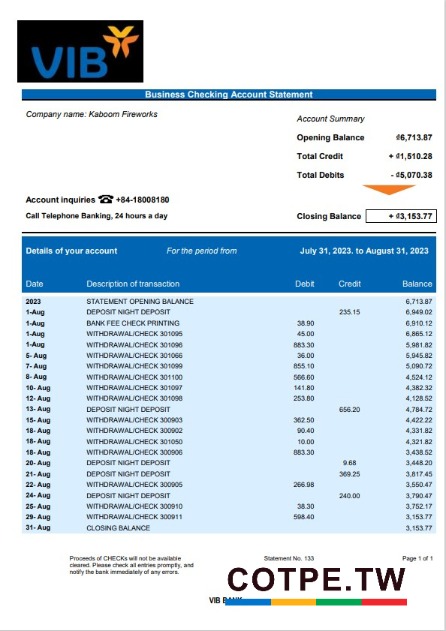 VIB
Business Checking Account Statement
Company name: Kaboom Fireworks
Account Summary
Opening Balance ₫6,713.87
Total Credit + ₫1,510.28
Total Debits - ₫5,070.38
Account inquiries ☎ +84-18008180
Call Telephone Banking, 24 hours a day
Closing Balance + ₫3,153.77
Details of your account For the period from July 31, 2023. to August 31, 2023
Date Description of transaction Debit Credit Balance
2023 STATEMENT OPENING BALANCE 6,713.87
1-Aug DEPOSIT NIGHT DEPOSIT 235.15 6,949.02
1-Aug BANK FEE CHECK PRINTING 38.90 6,910.12
1-Aug WITHDRAWAL/CHECK 301095 45.00 6,865.12
1-Aug WITHDRAWAL/CHECK 301096 883.30 5,981.82
5- Aug WITHDRAWAL/CHECK 301066 36.00 5,945.82
7- Aug WITHDRAWAL/CHECK 301099 855.10 5,090.72
8- Aug WITHDRAWAL/CHECK 301100 566.60 4,524.12
10- Aug WITHDRAWAL/CHECK 301097 141.80 4,382.32
12- Aug WITHDRAWAL/CHECK 301098 253.80 4,128.52
13- Aug DEPOSIT NIGHT DEPOSIT 656.20 4,784.72
15- Aug WITHDRAWAL/CHECK 300903 362.50 4,422.22
18- Aug WITHDRAWAL/CHECK 300902 90.40 4,331.82
18- Aug WITHDRAWAL/CHECK 301050 10.00 4,321.82
18- Aug WITHDRAWAL/CHECK 300906 883.30 3,438.52
20- Aug DEPOSIT NIGHT DEPOSIT 9.68 3,448.20
21- Aug DEPOSIT NIGHT DEPOSIT 369.25 3,817.45
22- Aug WITHDRAWAL/CHECK 300905 266.98 3,550.47
24- Aug DEPOSIT NIGHT DEPOSIT 240.00 3,790.47
25- Aug WITHDRAWAL/CHECK 300910 38.30 3,752.17
29- Aug WITHDRAWAL/CHECK 300911 598.40 3,153.77
31- Aug CLOSING BALANCE 3,153.77
Proceeds of CHECKs will not be available Statement No. 133 Page 1 of 1
cleared. Please check all entries promptly, and
notify the bank immediately of any errors.
COTPE.TW
VIB BANK